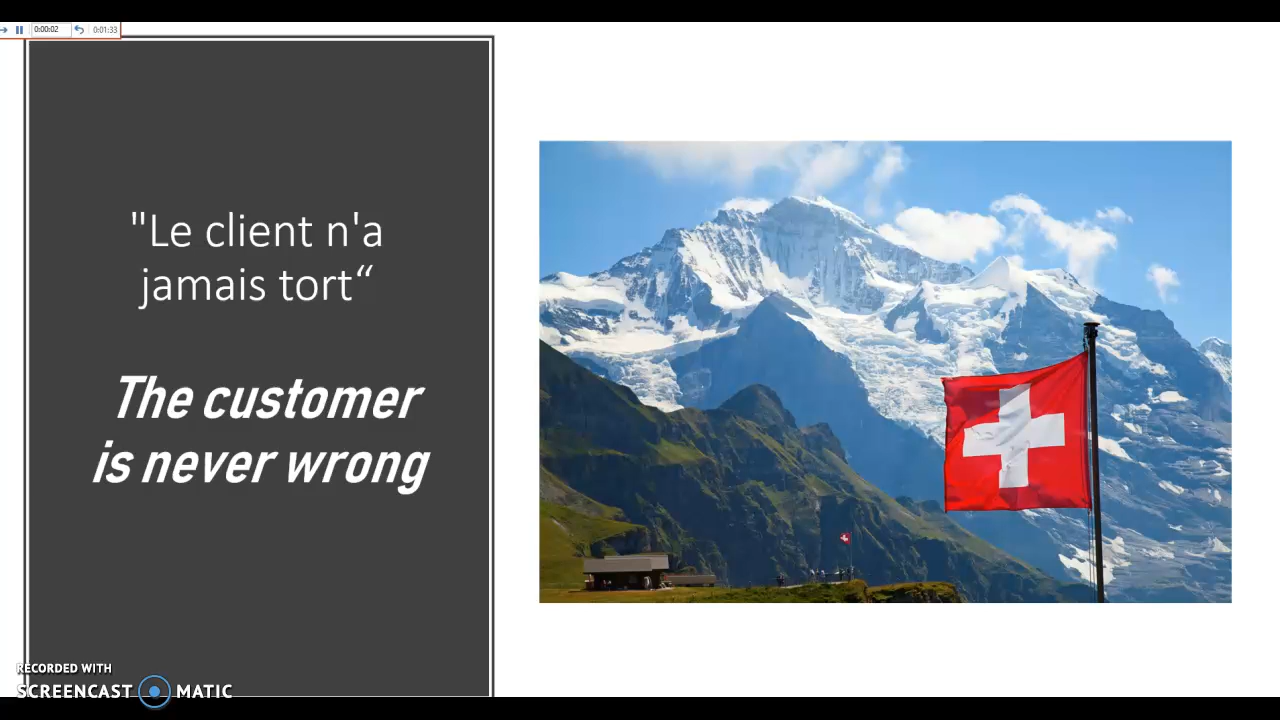 0:00:02 0:01:33
"Le client n'a
jamais tort“
The customer
is never wrong
RECORDED WITH
SCREENCAST MATIC